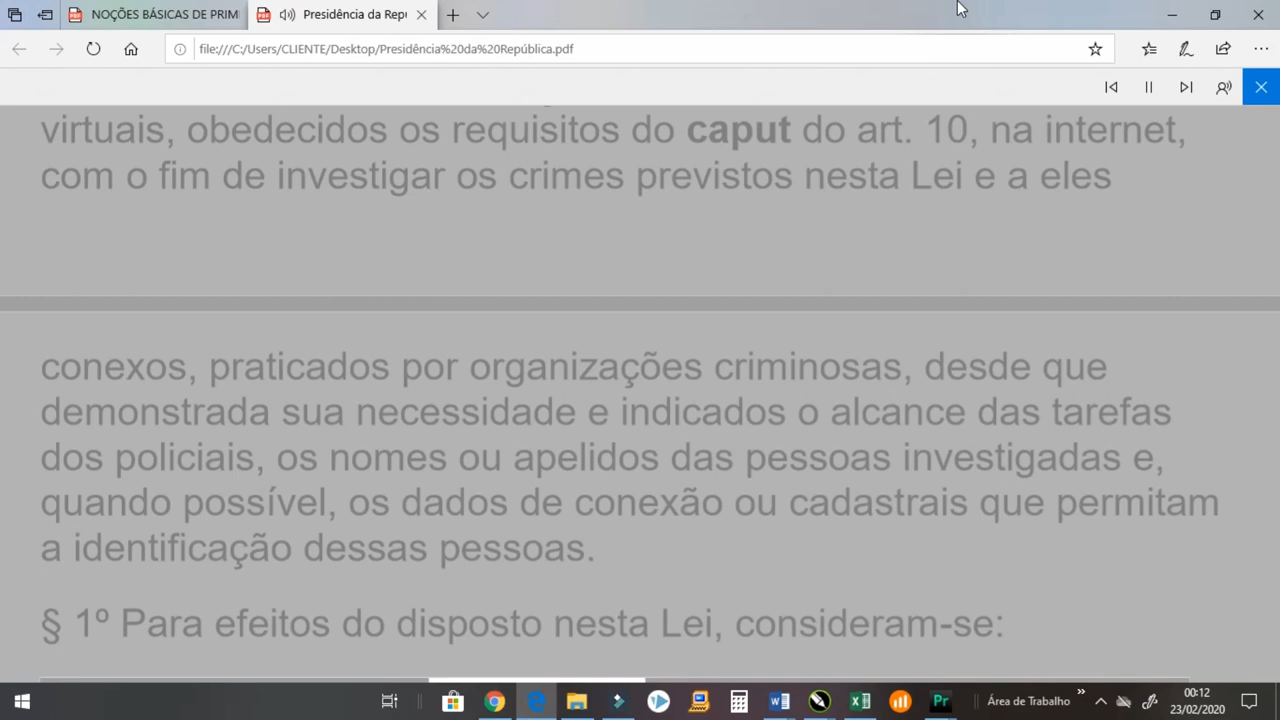 NOÇÕES BÁSICAS DE PRIM
Presidência da Repú
file:///C:/Users/CLIENTE/Desktop/Presidência%20da%20República.pdf
virtuais, obedecidos os requisitos do caput do art. 10, na internet,
com o fim de investigar os crimes previstos nesta Lei e a eles
conexos, praticados por organizações criminosas, desde que
demonstrada sua necessidade e indicados o alcance das tarefas
dos policiais, os nomes ou apelidos das pessoas investigadas e,
quando possível, os dados de conexão ou cadastrais que permitam
a identificação dessas pessoas.
§ 1º Para efeitos do disposto nesta Lei, consideram-se:
Pr
Área de Trabalho
00:12
23/02/2020